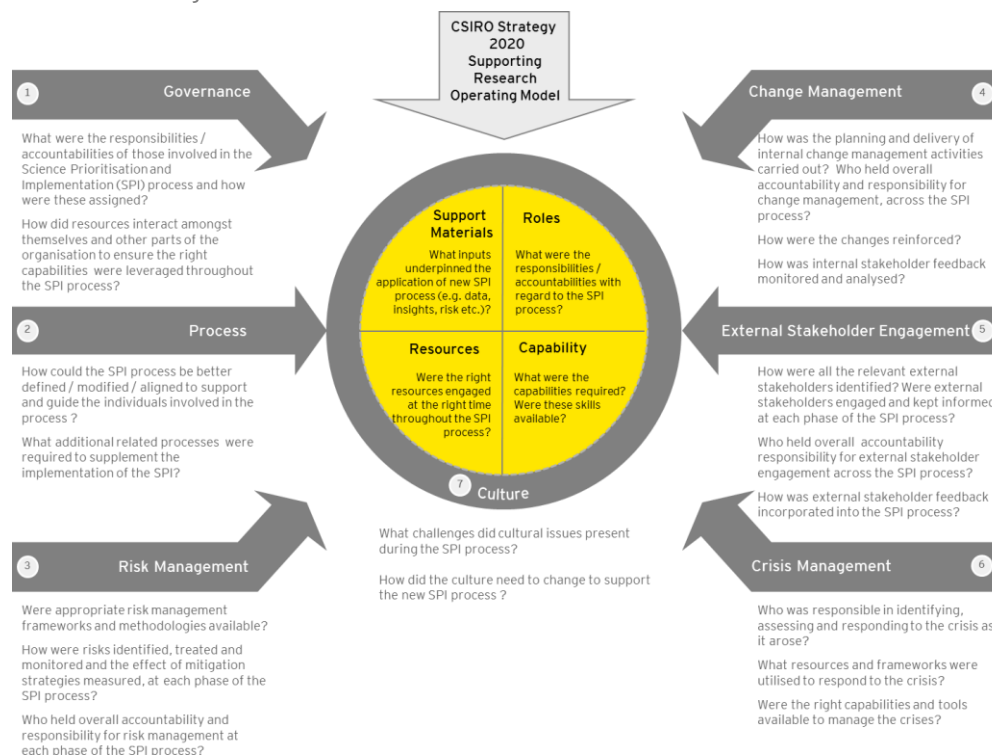 CSIRO Strategy
2020
Supporting
Research
Operating Model
1
Governance
What were the responsibilities /
accountabilities of those involved in the
Science Prioritisation and
Implementation (SPI) process and how
were these assigned?
How did resources interact amongst
themselves and other parts of the
organisation to ensure the right
capabilities were leveraged throughout
the SPI process?
2
Process
How could the SPI process be better
defined / modified / aligned to support
and guide the individuals involved in the
process ?
What additional related processes were
required to supplement the
implementation of the SPI?
3
Risk Management
Were appropriate risk management
frameworks and methodologies available?
How were risks identified, treated and
monitored and the effect of mitigation
strategies measured, at each phase of the
SPI process?
Who held overall accountability and
responsibility for risk management at
each phase of the SPI process?
Support
Materials
What inputs
underpinned the
application of new SPI
process (e.g. data,
insights, risk etc.)?
Roles
What were the
responsibilities /
accountabilities with
regard to the SPI
process?
Resources
Were the right
resources engaged
at the right time
throughout the SPI
process?
Capability
What were the
capabilities required?
Were these skills
available?
7
Culture
What challenges did cultural issues present
during the SPI process?
How did the culture need to change to support
the new SPI process ?
Change Management
4
How was the planning and delivery of
internal change management activities
carried out? Who held overall
accountability and responsibility for
change management, across the SPI
process?
How were the changes reinforced?
How was internal stakeholder feedback
monitored and analysed?
External Stakeholder Engagement
5
How were all the relevant external
stakeholders identified? Were external
stakeholders engaged and kept informed
at each phase of the SPI process?
Who held overall accountability
responsibility for external stakeholder
engagement across the SPI process?
How was external stakeholder feedback
incorporated into the SPI process?
Crisis Management
6
Who was responsible in identifying,
assessing and responding to the crisis as
it arose?
What resources and frameworks were
utilised to respond to the crisis?
Were the right capabilities and tools
available to manage the crises?